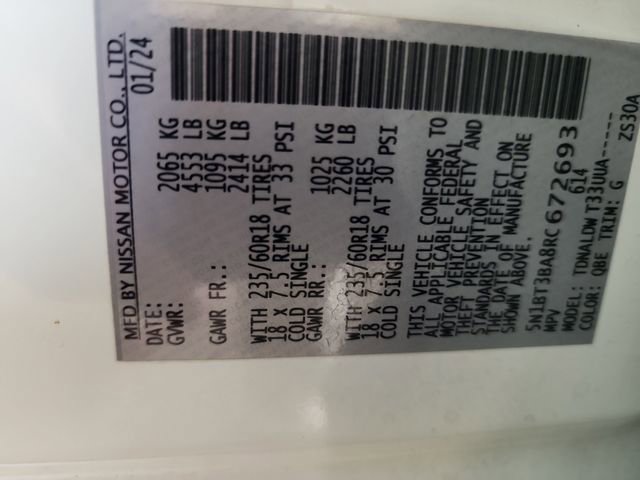 MFD BY NISSAN MOTOR CO., LTD.
DATE: 01/24
GVWR: 2065 KG
4553 LB
GAWR FR.: 1095 KG
2414 LB
WITH 235/60R18 TIRES
18 X 7.5 RIMS AT 33 PSI
COLD SINGLE
GAWR RR.: 1025 KG
2260 LB
WITH 235/60R18 TIRES
18 X 7.5 RIMS AT 30 PSI
COLD SINGLE
THIS VEHICLE CONFORMS TO
ALL APPLICABLE FEDERAL
MOTOR VEHICLE SAFETY AND
THEFT PREVENTION
STANDARDS IN EFFECT ON
THE DATE OF MANUFACTURE
SHOWN ABOVE.
5N1BT3BA8RC672693
MPV 614
MODEL: TDNALDW T33UUA-----
COLOR: QBE TRIM: G ZS30A